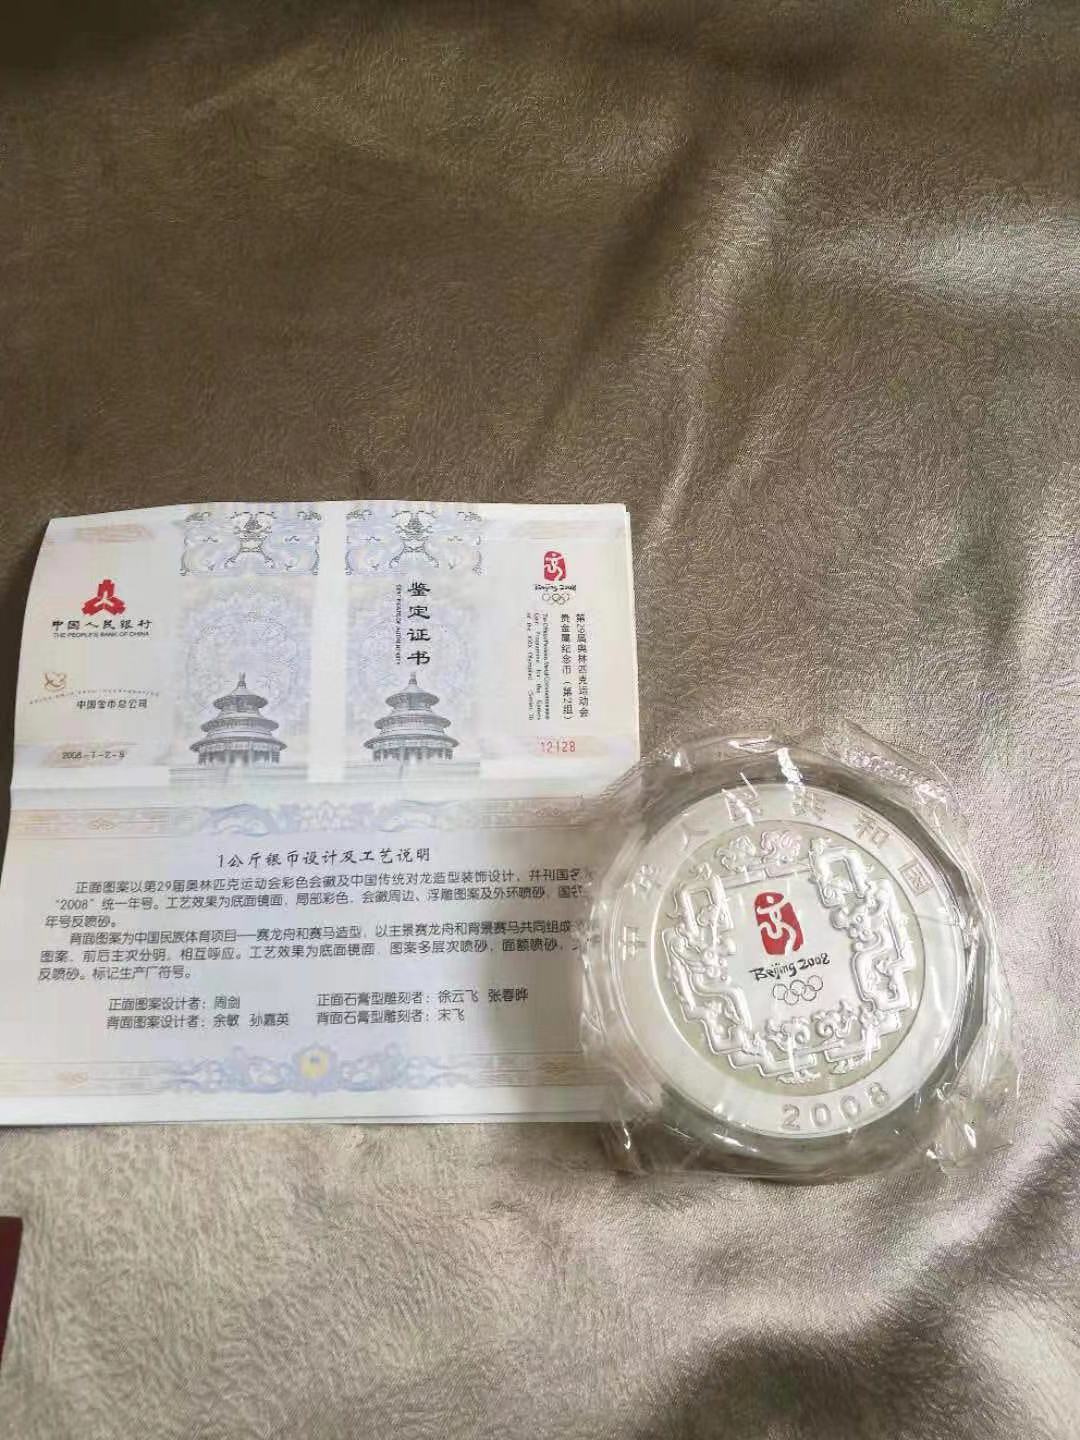 中国人民银行
THE PEOPLE'S BANK OF CHINA
中国金币总公司
2008-1-2-9
鉴定证书
CERTIFICATE OF AUTHENTICITY
Beijing 2008
第29届奥林匹克运动会
贵金属纪念币（第2组）
12128
1公斤银币设计及工艺说明
正面图案以第29届奥林匹克运动会彩色会徽及中国传统对龙造型装饰设计，并刊国名
“2008”统一年号。工艺效果为底面镜面，局部彩色，会徽周边、浮雕图案及外环喷砂，国名
年号反喷砂。
背面图案为中国民族体育项目——赛龙舟和赛马造型，以主景赛龙舟和背景赛马共同组成
图案，前后主次分明，相互呼应。工艺效果为底面镜面，图案多层次喷砂，面额喷砂，
反喷砂。标记生产厂符号。
正面图案设计者：周剑 正面石膏型雕刻者：徐云飞 张春晔
背面图案设计者：余敏 孙嘉英 背面石膏型雕刻者：宋飞
中华人民共和国
Beijing 2008
2008